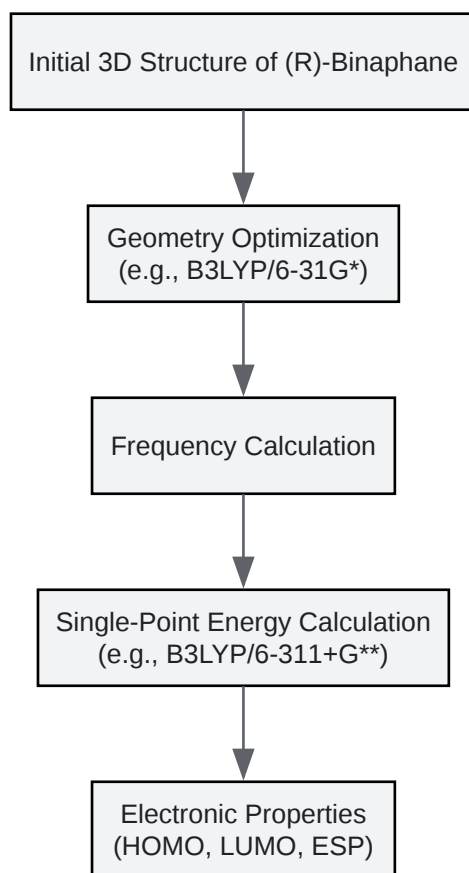 Initial 3D Structure of (R)-Binaphane
Geometry Optimization
(e.g., B3LYP/6-31G*)
Frequency Calculation
Single-Point Energy Calculation
(e.g., B3LYP/6-311+G**)
Electronic Properties
(HOMO, LUMO, ESP)